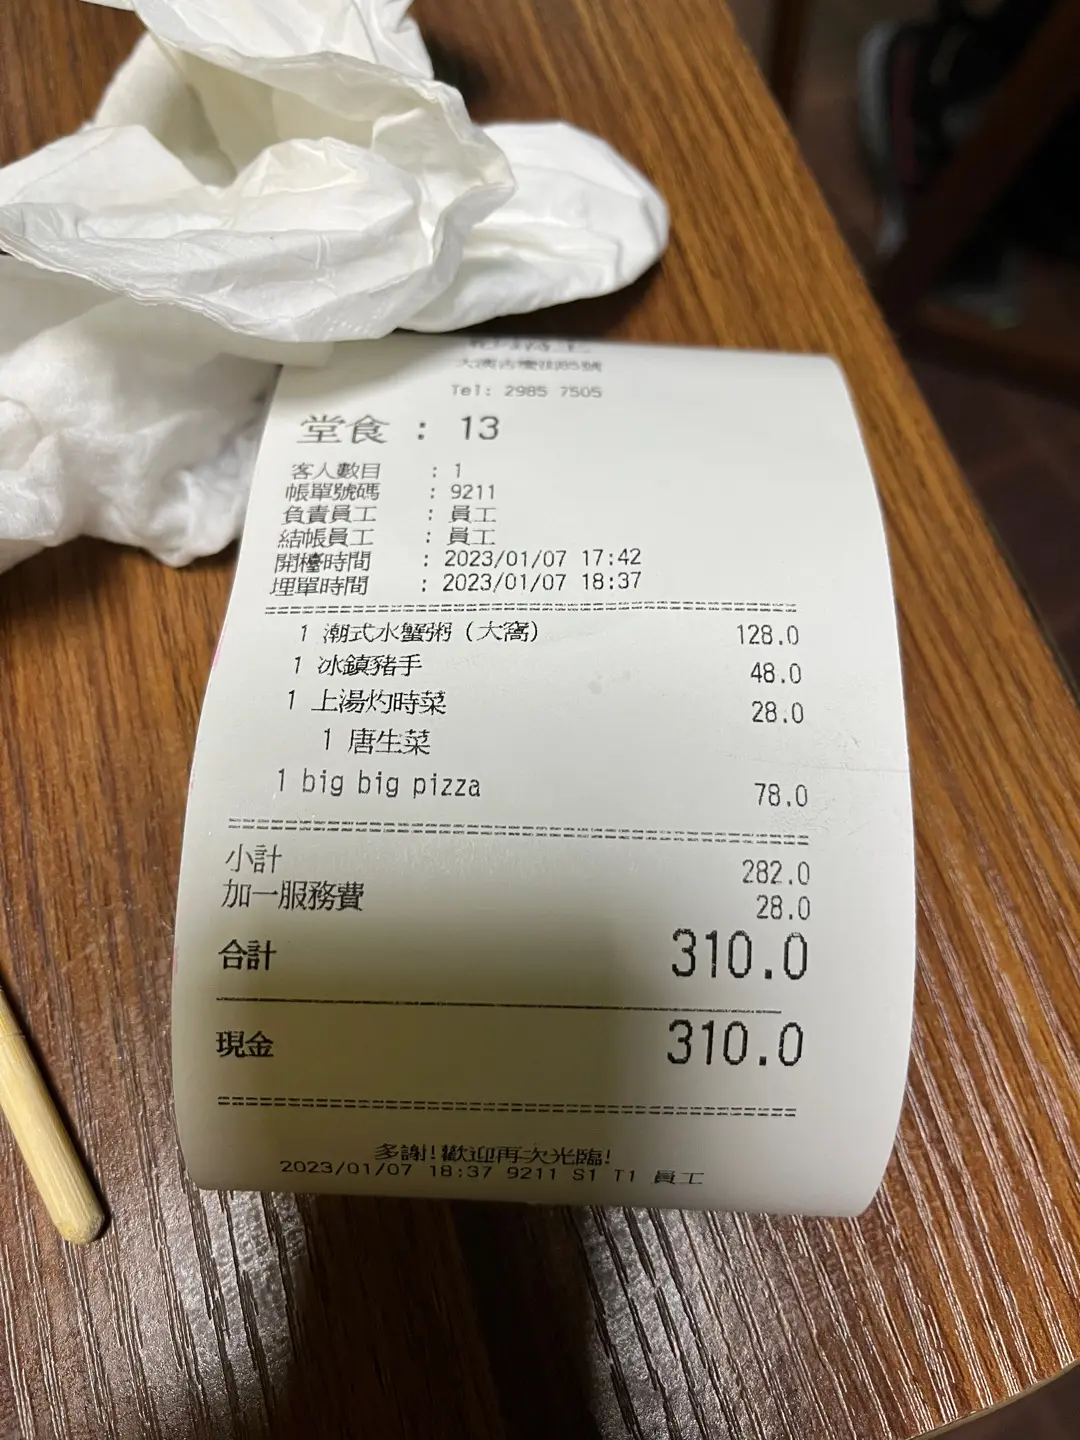 Tel: 2985 7505
堂食 : 13
客人數目 : 1
帳單號碼 : 9211
負責員工 : 員工
結帳員工 : 員工
開檯時間 : 2023/01/07 17:42
埋單時間 : 2023/01/07 18:37
1 潮式水蟹粥 (大窩) 128.0
1 冰鎮豬手 48.0
1 上湯灼時菜 28.0
1 唐生菜
1 big big pizza 78.0
小計 282.0
加一服務費 28.0
合計 310.0
現金 310.0
多謝!歡迎再次光臨!
2023/01/07 18:37 9211 S1 T1 員工